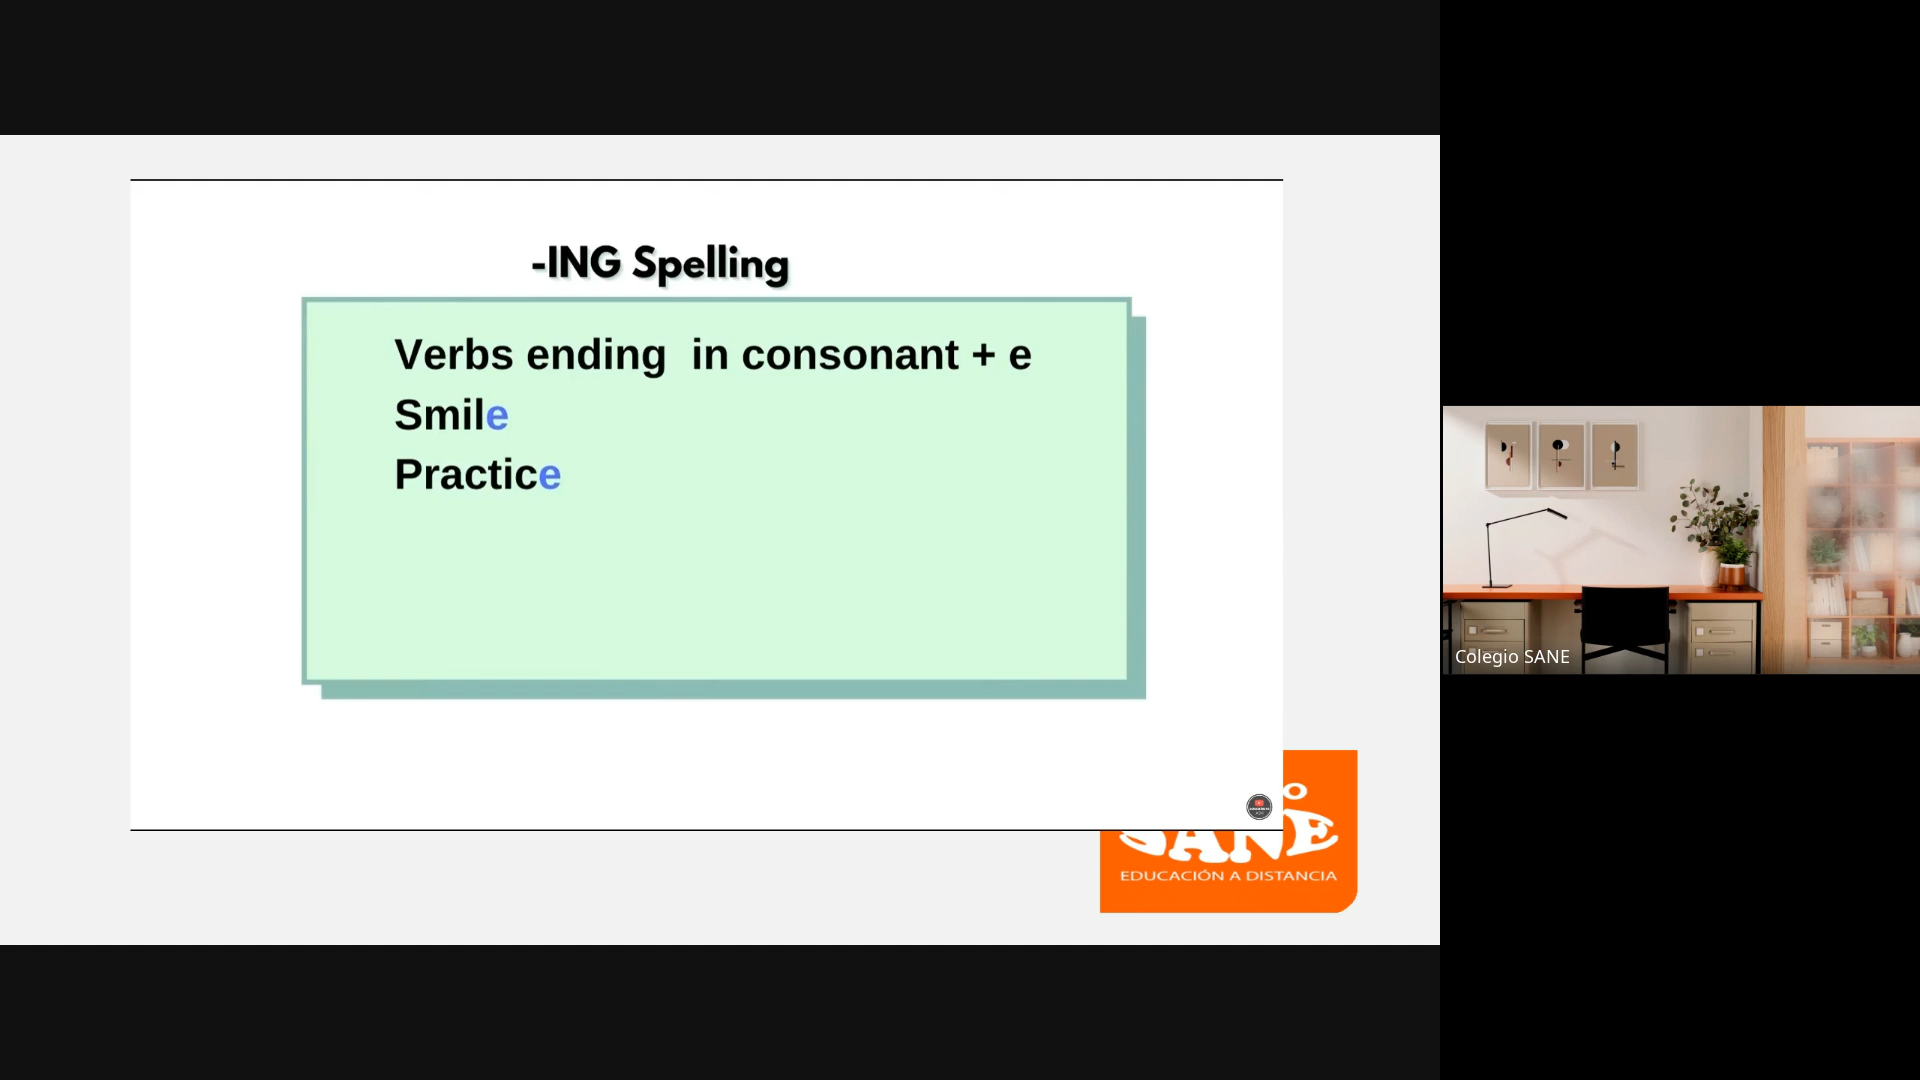 -ING Spelling
Verbs ending in consonant + e
Smile
Practice
O
SANE
EDUCACIÓN A DISTANCIA
Colegio SANE